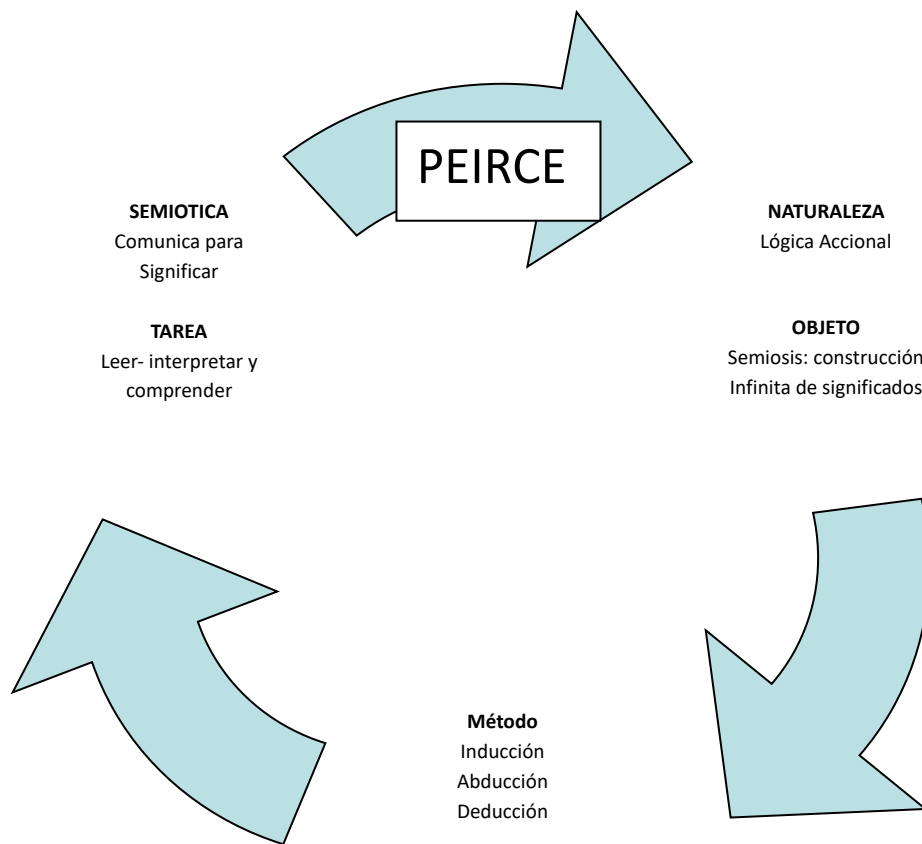 PEIRCE
SEMIOTICA
Comunica para
Significar
TAREA
Leer- interpretar y
comprender
NATURALEZA
Lógica Accional
OBJETO
Semiosis: construcción
Infinita de significados
Método
Inducción
Abducción
Deducción